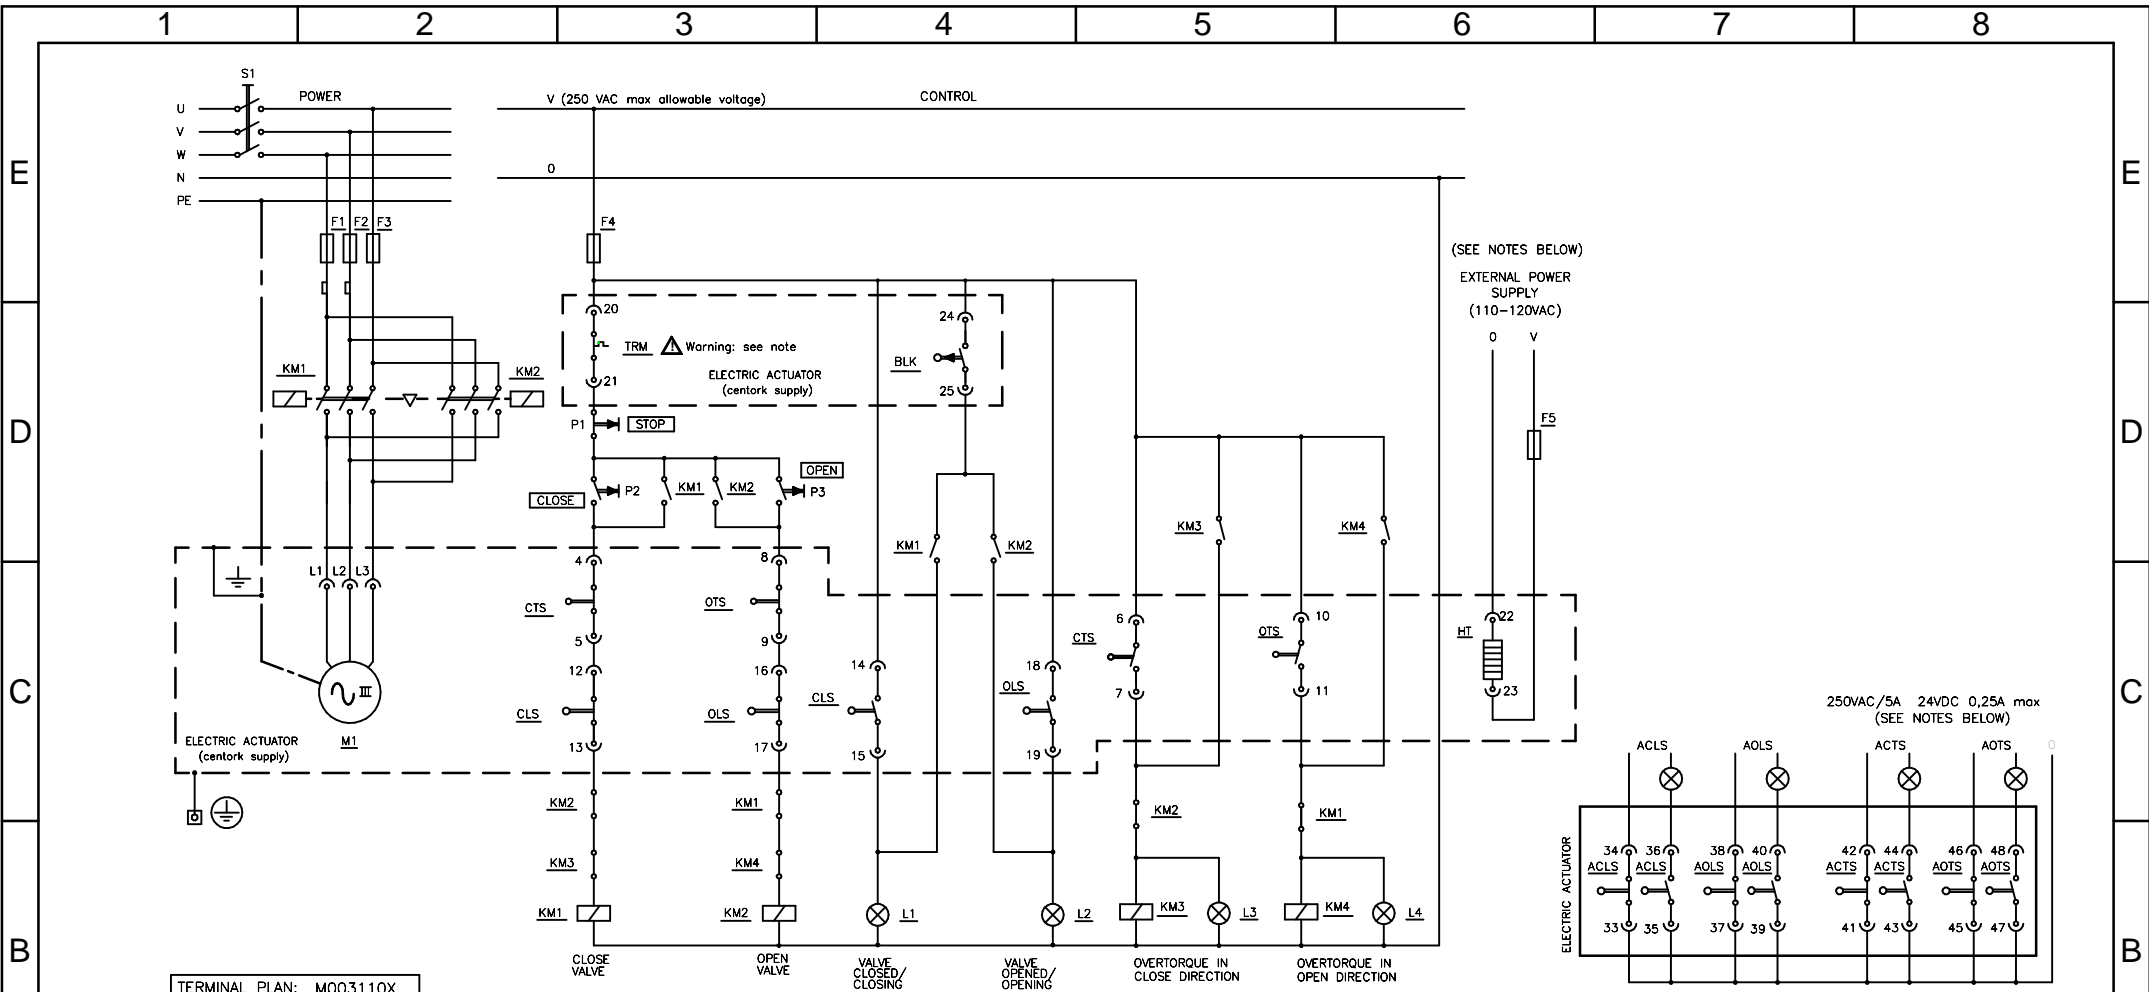 1 2 3 4 5 6 7 8
S1
POWER
V (250 VAC max allowable voltage)
CONTROL
U
V
W
N
PE
0
E
E
F1 F2 F3
F4
(SEE NOTES BELOW)
EXTERNAL POWER
SUPPLY
(110-120VAC)
0 V
F5
20
TRM
! Warning: see note
21
ELECTRIC ACTUATOR
(centork supply)
24
BLK
25
KM1
KM2
D
D
P1
STOP
OPEN
CLOSE
P2
KM1
KM2
P3
KM1
KM2
KM3
KM4
L1 L2 L3
4
8
CTS
OTS
5
9
12
16
CLS
OLS
13
17
14
CLS
15
18
OLS
19
6
CTS
7
10
OTS
11
22
HT
23
C
C
III
M1
ELECTRIC ACTUATOR
(centork supply)
250VAC/5A 24VDC 0,25A max
(SEE NOTES BELOW)
ACLS
AOLS
ACTS
AOTS
0
KM2
KM1
KM2
KM1
KM3
KM4
KM1
KM2
L1
L2
KM3
L3
KM4
L4
ELECTRIC ACTUATOR
34 36 38 40 42 44 46 48
ACLS ACLS AOLS AOLS ACTS ACTS AOTS AOTS
33 35 37 39 41 43 45 47
B
B
CLOSE
VALVE
OPEN
VALVE
VALVE
CLOSED/
CLOSING
VALVE
OPENED/
OPENING
OVERTORQUE IN
CLOSE DIRECTION
OVERTORQUE IN
OPEN DIRECTION
TERMINAL PLAN: M003110X